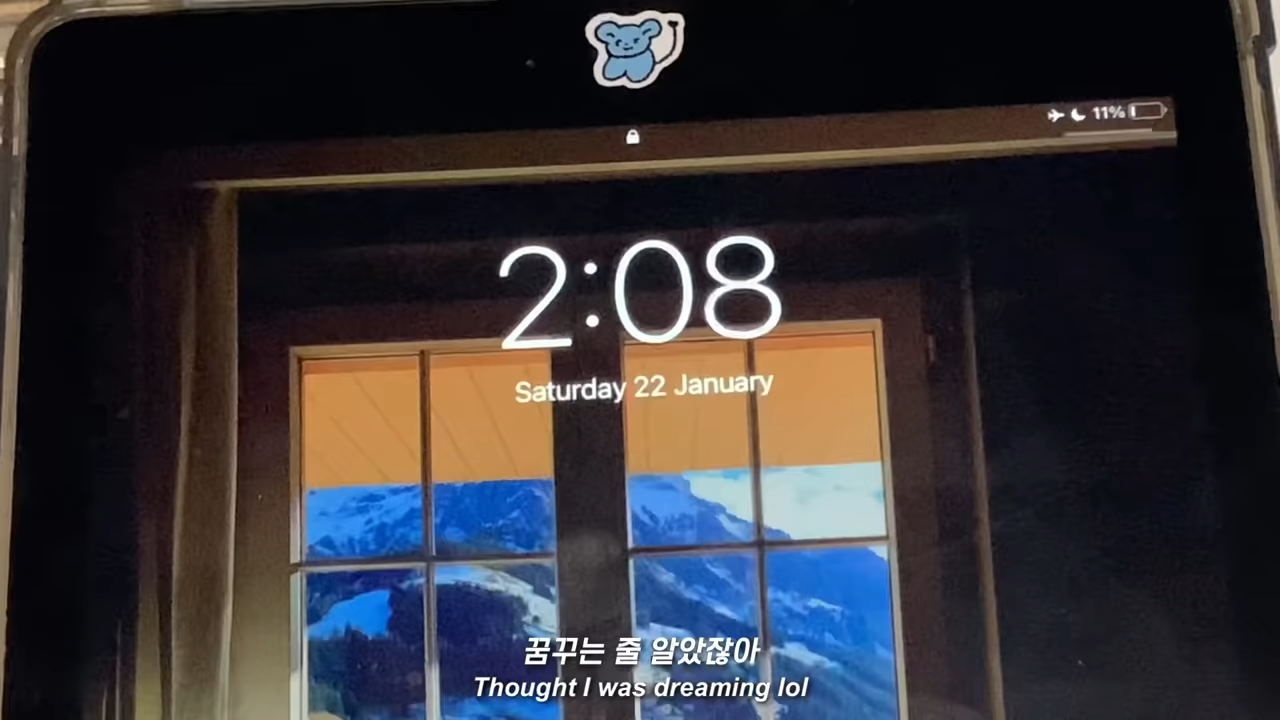 11%
2:08
Saturday 22 January
꿈꾸는 줄 알았잖아
Thought I was dreaming lol